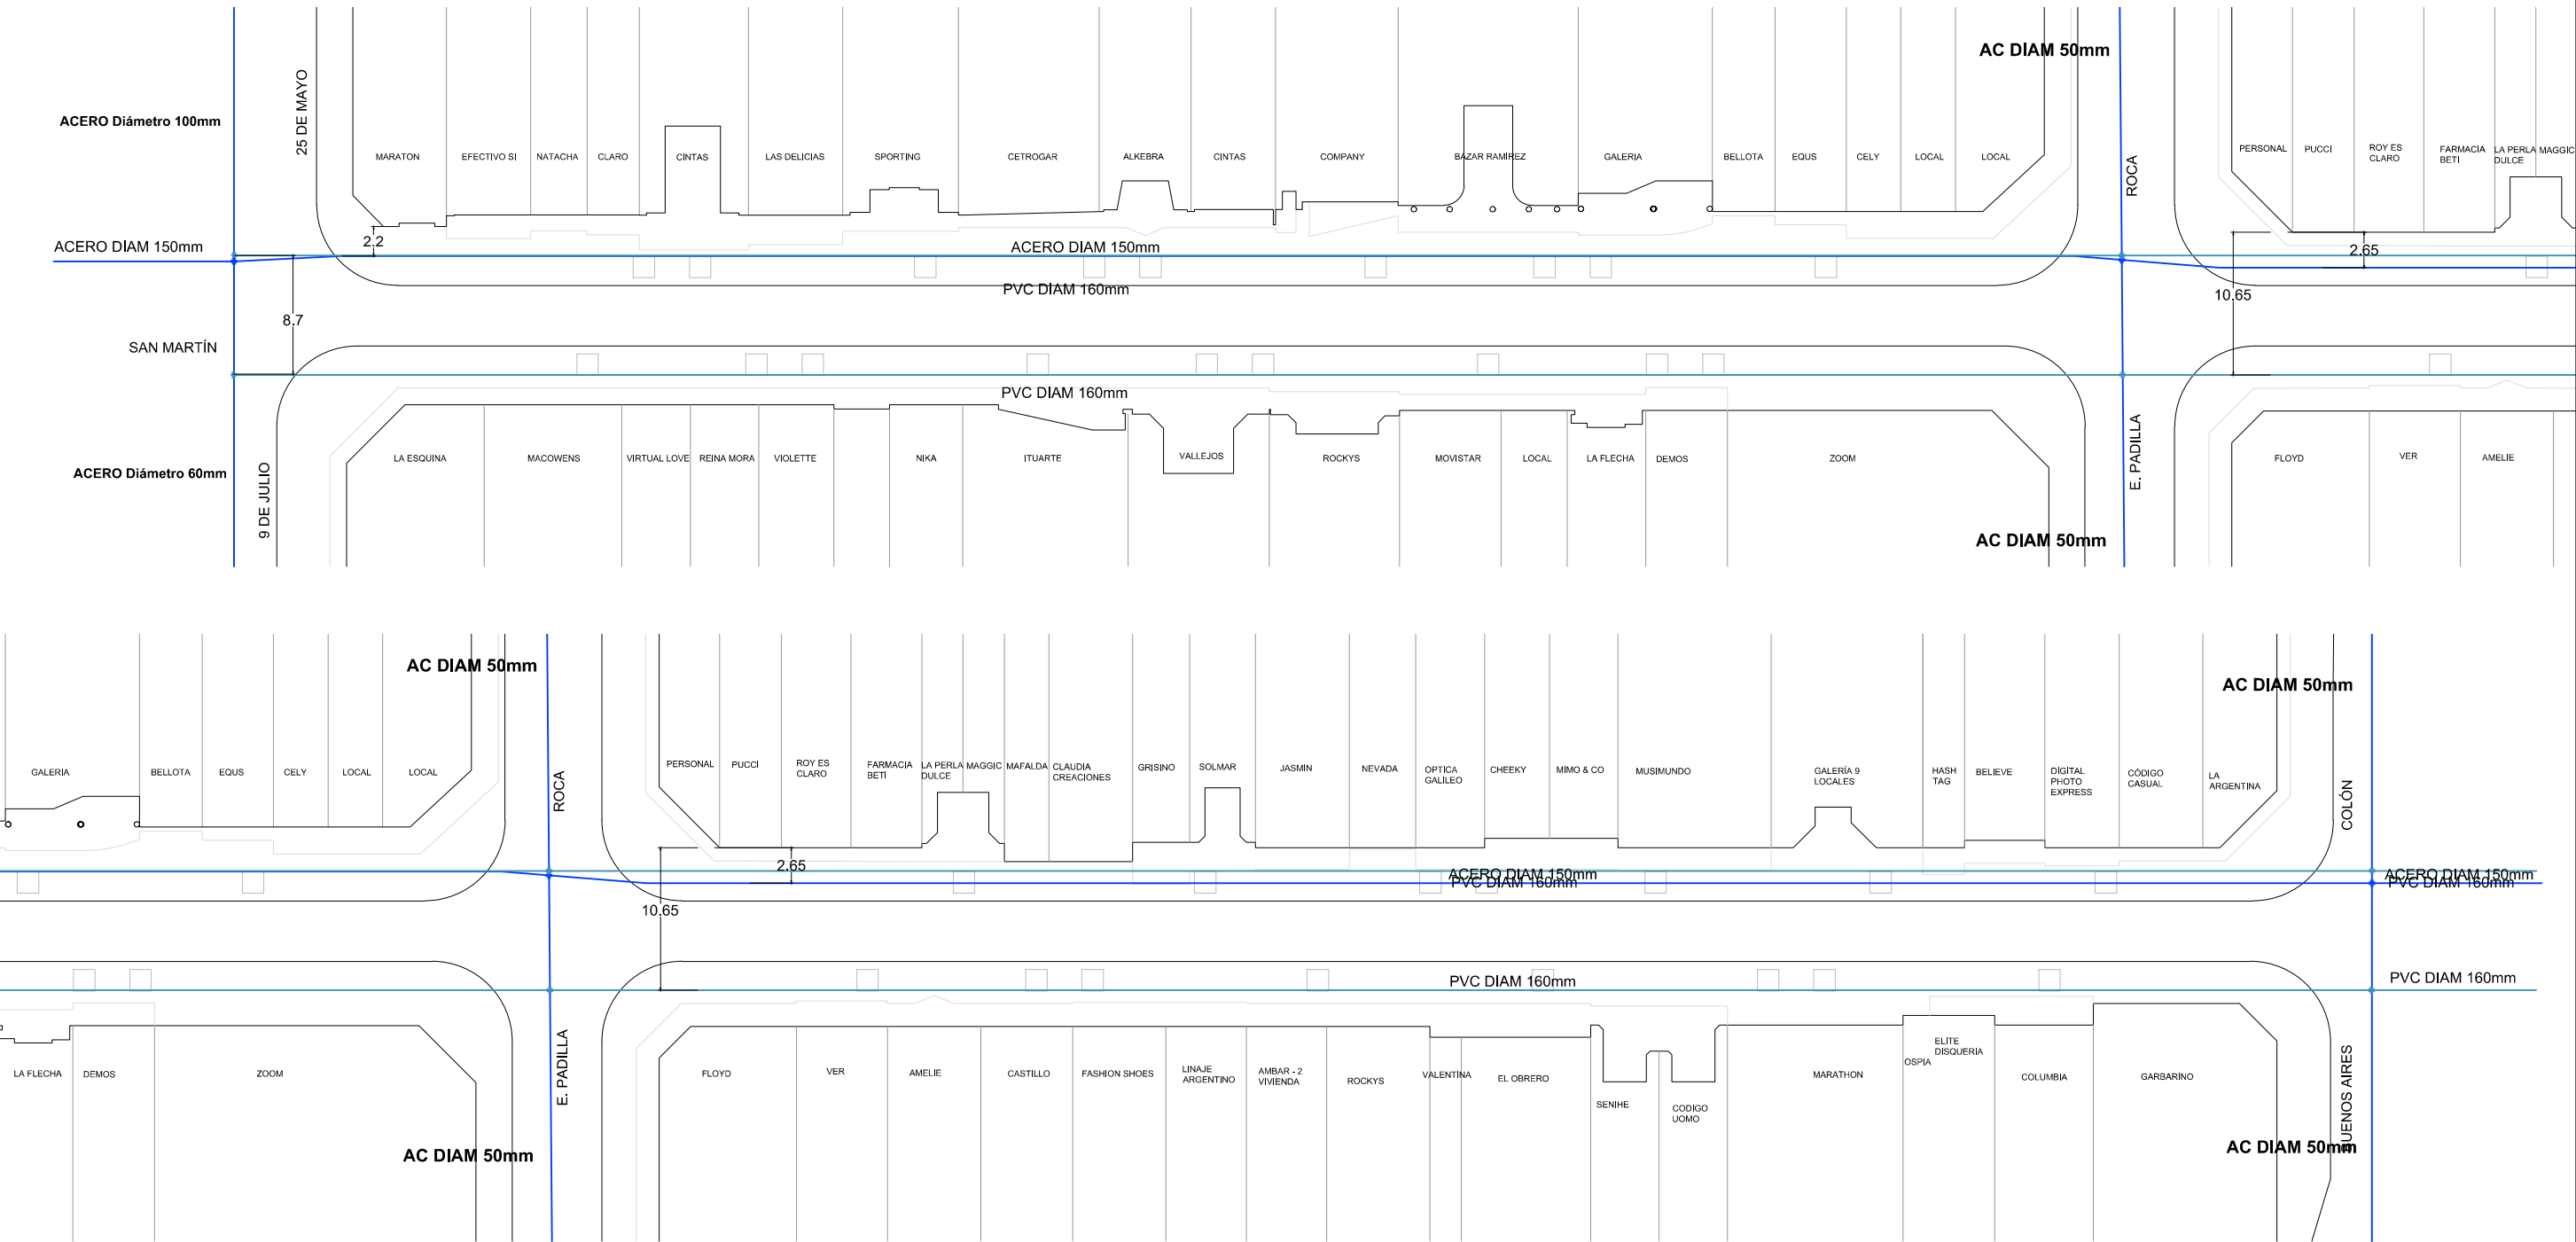 AC DIAM 50mm
25 DE MAYO
ACERO Diámetro 100mm
MARATON
EFECTIVO SI
NATACHA
CLARO
CINTAS
LAS DELICIAS
SPORTING
CETROGAR
ALKEBRA
CINTAS
COMPANY
BAZAR RAMÍREZ
GALERIA
BELLOTA
EQUS
CELY
LOCAL
LOCAL
ROCA
PERSONAL
PUCCI
ROY ES
CLARO
FARMACIA
BETI
LA PERLA
DULCE
MAGGIC
ACERO DIAM 150mm
2.2
ACERO DIAM 150mm
2.65
PVC DIAM 160mm
10.65
8.7
SAN MARTÍN
PVC DIAM 160mm
ACERO Diámetro 60mm
9 DE JULIO
LA ESQUINA
MACOWENS
VIRTUAL LOVE
REINA MORA
VIOLETTE
NIKA
ITUARTE
VALLEJOS
ROCKYS
MOVISTAR
LOCAL
LA FLECHA
DEMOS
ZOOM
E. PADILLA
FLOYD
VER
AMELIE
AC DIAM 50mm
AC DIAM 50mm
AC DIAM 50mm
GALERIA
BELLOTA
EQUS
CELY
LOCAL
LOCAL
ROCA
PERSONAL
PUCCI
ROY ES
CLARO
FARMACIA
BETI
LA PERLA
DULCE
MAGGIC
MAFALDA
CLAUDIA
CREACIONES
GRISINO
SOLMAR
JASMÍN
NEVADA
OPTICA
GALILEO
CHEEKY
MIMO & CO
MUSIMUNDO
GALERÍA 9
LOCALES
HASH
TAG
BELIEVE
DIGITAL
PHOTO
EXPRESS
CÓDIGO
CASUAL
LA
ARGENTINA
COLÓN
2.65
ACERO DIAM 150mm
PVC DIAM 160mm
ACERO DIAM 150mm
PVC DIAM 160mm
10.65
PVC DIAM 160mm
PVC DIAM 160mm
LA FLECHA
DEMOS
ZOOM
E. PADILLA
FLOYD
VER
AMELIE
CASTILLO
FASHION SHOES
LINAJE
ARGENTINO
AMBAR - 2
VIVIENDA
ROCKYS
VALENTINA
EL OBRERO
SENIHE
CODIGO
UOMO
MARATHON
OSPIA
ELITE
DISQUERIA
COLUMBIA
GARBARINO
BUENOS AIRES
AC DIAM 50mm
AC DIAM 50mm